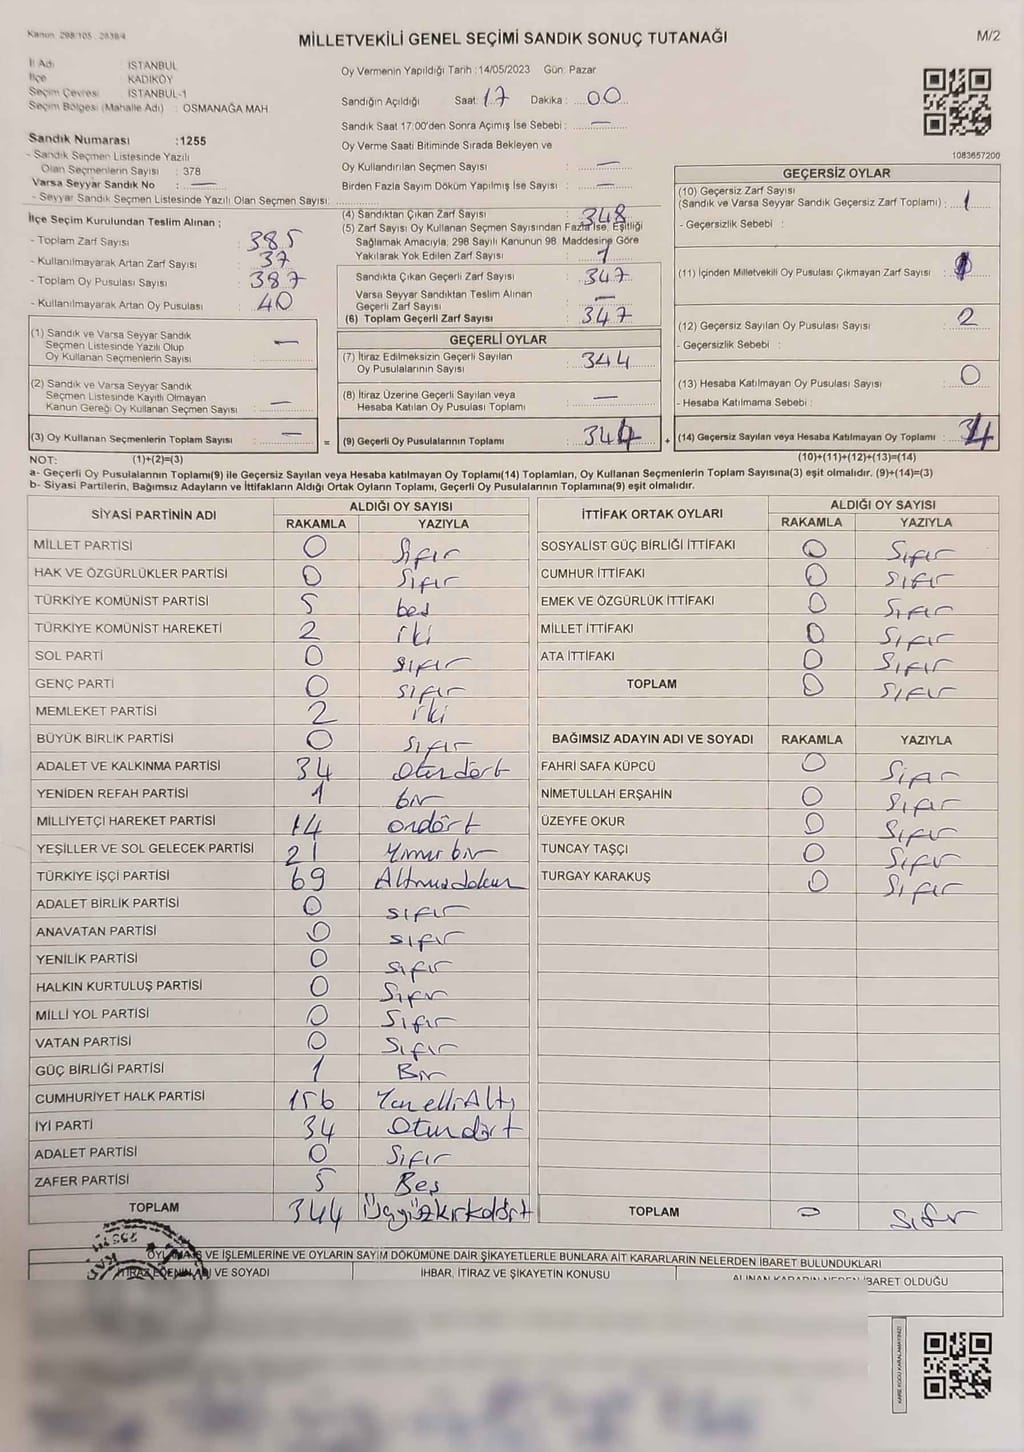 Kanun 298/105 - 2839/4
MİLLETVEKİLİ GENEL SEÇİMİ SANDIK SONUÇ TUTANAĞI
M/2
İl Adı : İSTANBUL
İlçe : KADIKÖY
Seçim Çevresi : İSTANBUL-1
Seçim Bölgesi (Mahalle Adı) : OSMANAĞA MAH
Sandık Numarası :1255
- Sandık Seçmen Listesinde Yazılı
Olan Seçmenlerin Sayısı : 378
Varsa Seyyar Sandık No : —
- Seyyar Sandık Seçmen Listesinde Yazılı Olan Seçmen Sayısı:
İlçe Seçim Kurulundan Teslim Alınan ;
- Toplam Zarf Sayısı : 385
- Kullanılmayarak Artan Zarf Sayısı : 37
- Toplam Oy Pusulası Sayısı : 387
- Kullanılmayarak Artan Oy Pusulası : 40
(1) Sandık ve Varsa Seyyar Sandık
Seçmen Listesinde Yazılı Olup
Oy Kullanan Seçmenlerin Sayısı : —
(2) Sandık ve Varsa Seyyar Sandık
Seçmen Listesinde Kayıtlı Olmayan
Kanun Gereği Oy Kullanan Seçmen Sayısı : —
(3) Oy Kullanan Seçmenlerin Toplam Sayısı : —
Oy Vermenin Yapıldığı Tarih : 14/05/2023 Gün: Pazar
Sandığın Açıldığı Saat: 17 Dakika : 00
Sandık Saat 17:00'den Sonra Açımış İse Sebebi : —
Oy Verme Saati Bitiminde Sırada Bekleyen ve
Oy Kullandırılan Seçmen Sayısı : —
Birden Fazla Sayım Döküm Yapılmış İse Sayısı : —
(4) Sandıktan Çıkan Zarf Sayısı : 348
(5) Zarf Sayısı Oy Kullanan Seçmen Sayısından Fazla İse, Eşitliği
Sağlamak Amacıyla, 298 Sayılı Kanunun 98. Maddesine Göre
Yakılarak Yok Edilen Zarf Sayısı : 1
Sandıkta Çıkan Geçerli Zarf Sayısı : 347
Varsa Seyyar Sandıktan Teslim Alınan
Geçerli Zarf Sayısı : —
(6) Toplam Geçerli Zarf Sayısı : 347
GEÇERLİ OYLAR
(7) İtiraz Edilmeksizin Geçerli Sayılan
Oy Pusulalarının Sayısı : 344
(8) İtiraz Üzerine Geçerli Sayılan veya
Hesaba Katılan Oy Pusulası Toplamı : —
= (9) Geçerli Oy Pusulalarının Toplamı : 344
1083657200
GEÇERSİZ OYLAR
(10) Geçersiz Zarf Sayısı
(Sandık ve Varsa Seyyar Sandık Geçersiz Zarf Toplamı) : 1
- Geçersizlik Sebebi :
(11) İçinden Milletvekili Oy Pusulası Çıkmayan Zarf Sayısı :
(12) Geçersiz Sayılan Oy Pusulası Sayısı : 2
- Geçersizlik Sebebi :
(13) Hesaba Katılmayan Oy Pusulası Sayısı : 0
- Hesaba Katılmama Sebebi :
+ (14) Geçersiz Sayılan veya Hesaba Katılmayan Oy Toplamı :
NOT: (1)+(2)=(3) (10)+(11)+(12)+(13)=(14)
a- Geçerli Oy Pusulalarının Toplamı(9) ile Geçersiz Sayılan veya Hesaba katılmayan Oy Toplamı(14) Toplamları, Oy Kullanan Seçmenlerin Toplam Sayısına(3) eşit olmalıdır. (9)+(14)=(3)
b- Siyasi Partilerin, Bağımsız Adayların ve İttifakların Aldığı Ortak Oyların Toplamı, Geçerli Oy Pusulalarının Toplamına(9) eşit olmalıdır.
SİYASİ PARTİNİN ADI ALDIĞI OY SAYISI
RAKAMLA YAZIYLA
MİLLET PARTİSİ 0 Sıfır
HAK VE ÖZGÜRLÜKLER PARTİSİ 0 Sıfır
TÜRKİYE KOMÜNİST PARTİSİ 5 beş
TÜRKİYE KOMÜNİST HAREKETİ 2 iki
SOL PARTİ 0 sıfır
GENÇ PARTİ 0 sıfır
MEMLEKET PARTİSİ 2 iki
BÜYÜK BİRLİK PARTİSİ 0 sıfır
ADALET VE KALKINMA PARTİSİ 34 Otuzdört
YENİDEN REFAH PARTİSİ 1 bir
MİLLİYETÇİ HAREKET PARTİSİ 14 ondört
YEŞİLLER VE SOL GELECEK PARTİSİ 21 Yirmi bir
TÜRKİYE İŞÇİ PARTİSİ 69 Altmışdokuz
ADALET BİRLİK PARTİSİ 0 sıfır
ANAVATAN PARTİSİ 0 sıfır
YENİLİK PARTİSİ 0 sıfır
HALKIN KURTULUŞ PARTİSİ 0 Sıfır
MİLLİ YOL PARTİSİ 0 Sıfır
VATAN PARTİSİ 0 Sıfır
GÜÇ BİRLİĞİ PARTİSİ 1 Bir
CUMHURİYET HALK PARTİSİ 156 Yüz elli Altı
İYİ PARTİ 34 Otuzdört
ADALET PARTİSİ 0 Sıfır
ZAFER PARTİSİ 5 Beş
TOPLAM 344 Üçyüzkırkdört
İTTİFAK ORTAK OYLARI ALDIĞI OY SAYISI
RAKAMLA YAZIYLA
SOSYALİST GÜÇ BİRLİĞİ İTTİFAKI 0 Sıfır
CUMHUR İTTİFAKI 0 Sıfır
EMEK VE ÖZGÜRLÜK İTTİFAKI 0 Sıfır
MİLLET İTTİFAKI 0 Sıfır
ATA İTTİFAKI 0 Sıfır
TOPLAM 0 Sıfır
BAĞIMSIZ ADAYIN ADI VE SOYADI RAKAMLA YAZIYLA
FAHRİ SAFA KÜPCÜ 0 Sıfır
NİMETULLAH ERŞAHİN 0 Sıfır
ÜZEYFE OKUR 0 Sıfır
TUNCAY TAŞÇI 0 Sıfır
TURGAY KARAKUŞ 0 Sıfır
TOPLAM 0 Sıfır
VE İŞLEMLERİNE VE OYLARIN SAYIM DÖKÜMÜNE DAİR ŞİKAYETLERLE BUNLARA AİT KARARLARIN NELERDEN İBARET BULUNDUKLARI
VE SOYADI İHBAR, İTİRAZ VE ŞİKAYETİN KONUSU ALINAN KARARIN NEDEN İBARET OLDUĞU
KARE KODU KARALAMAYINIZ!